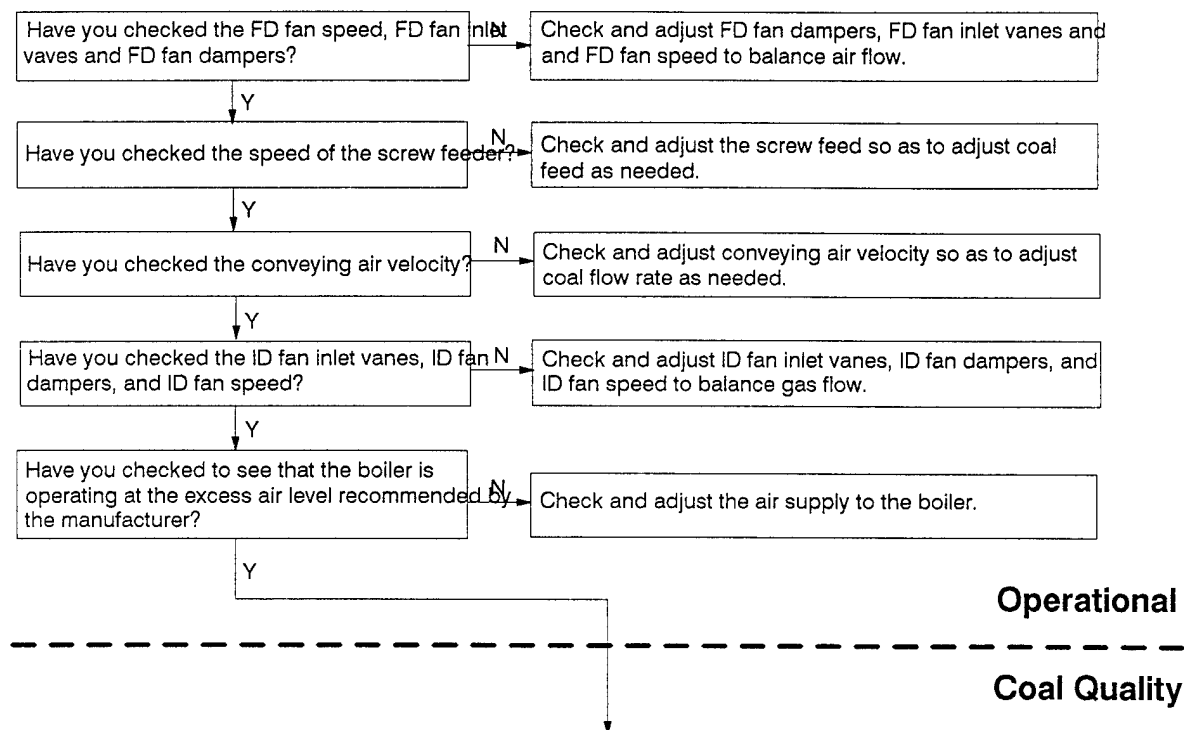 Have you checked the FD fan speed, FD fan inlet
vaves and FD fan dampers?
N
Check and adjust FD fan dampers, FD fan inlet vanes and
and FD fan speed to balance air flow.
Y
Have you checked the speed of the screw feeder?
N
Check and adjust the screw feed so as to adjust coal
feed as needed.
Y
Have you checked the conveying air velocity?
N
Check and adjust conveying air velocity so as to adjust
coal flow rate as needed.
Y
Have you checked the ID fan inlet vanes, ID fan
dampers, and ID fan speed?
N
Check and adjust ID fan inlet vanes, ID fan dampers, and
ID fan speed to balance gas flow.
Y
Have you checked to see that the boiler is
operating at the excess air level recommended by
the manufacturer?
N
Check and adjust the air supply to the boiler.
Y
Operational
Coal Quality